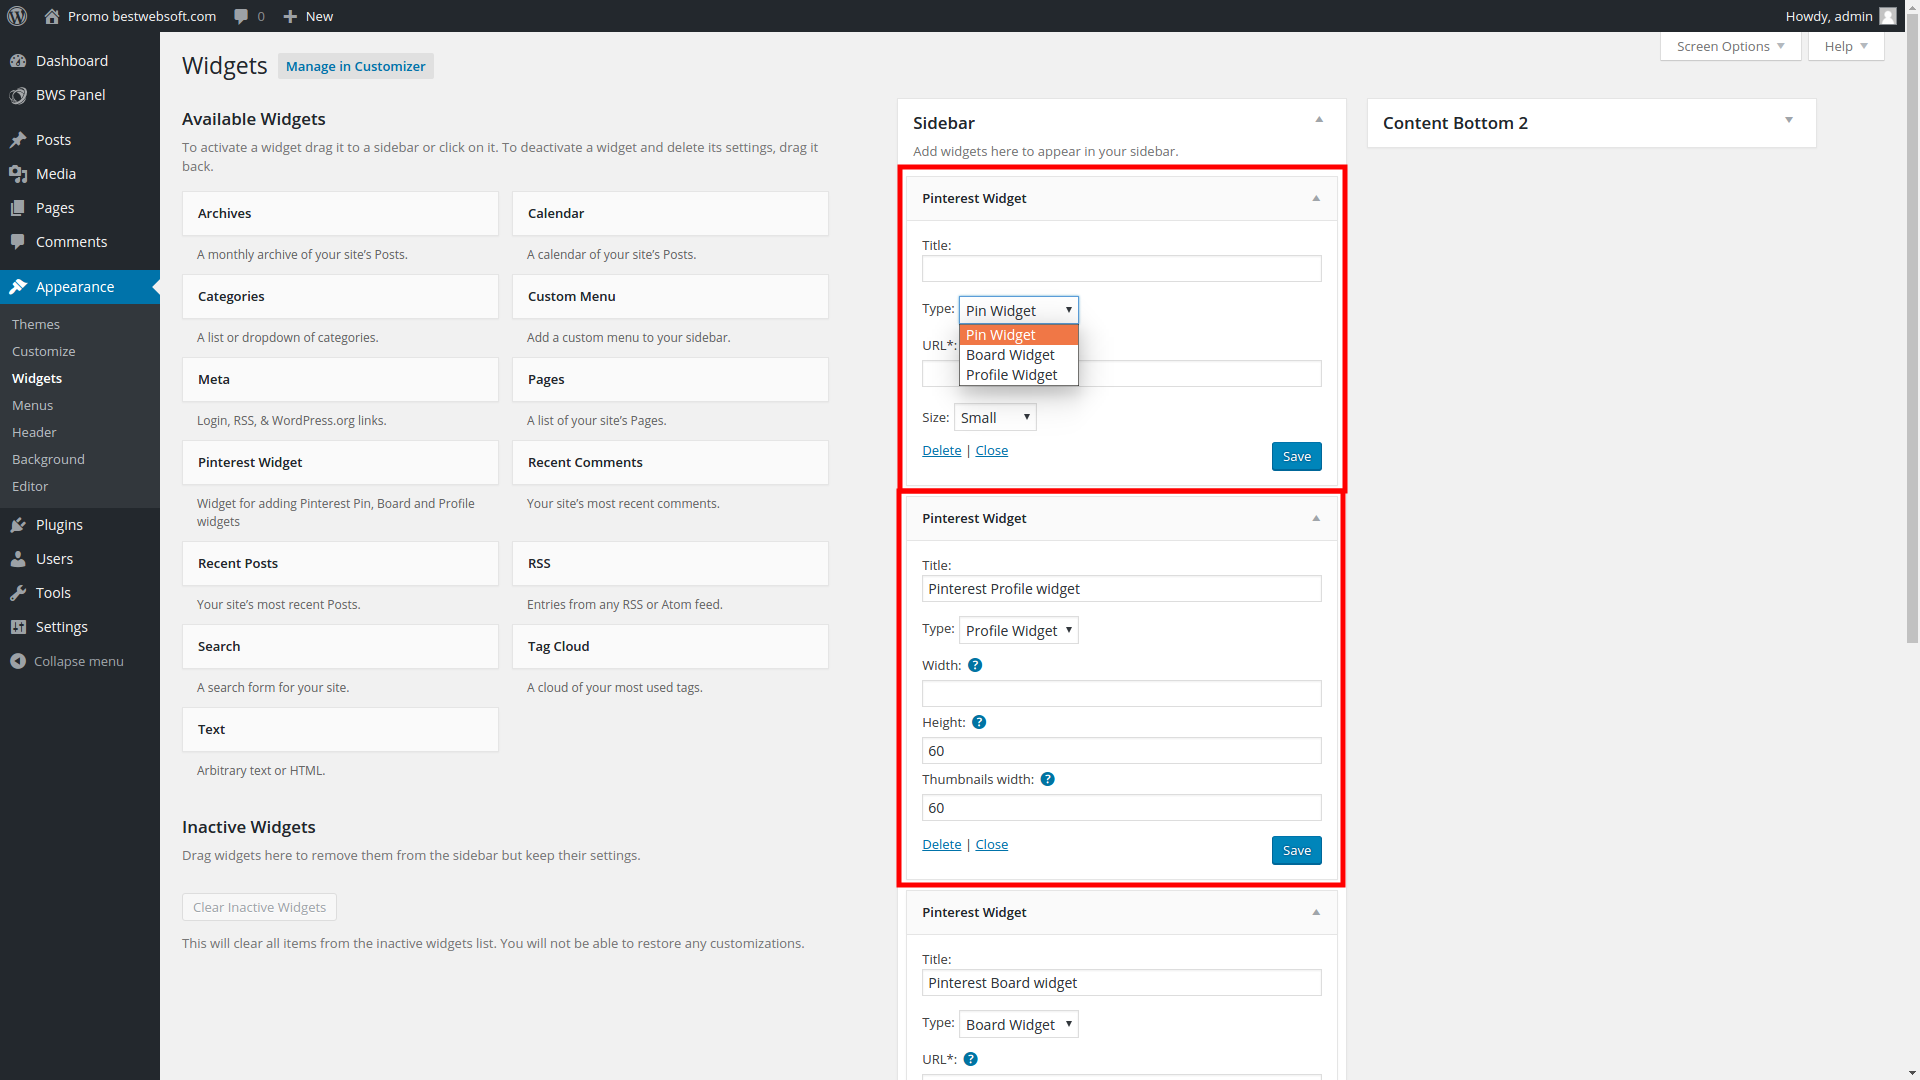 Promo bestwebsoft.com
0
New
Howdy, admin
Dashboard
BWS Panel
Posts
Media
Pages
Comments
Appearance
Themes
Customize
Widgets
Menus
Header
Background
Editor
Plugins
Users
Tools
Settings
Collapse menu
Screen Options
Help
Widgets
Manage in Customizer
Available Widgets
To activate a widget drag it to a sidebar or click on it. To deactivate a widget and delete its settings, drag it
back.
Archives
A monthly archive of your site's Posts.
Calendar
A calendar of your site's Posts.
Categories
A list or dropdown of categories.
Custom Menu
Add a custom menu to your sidebar.
Meta
Login, RSS, & WordPress.org links.
Pages
A list of your site's Pages.
Pinterest Widget
Widget for adding Pinterest Pin, Board and Profile
widgets
Recent Comments
Your site's most recent comments.
Recent Posts
Your site's most recent Posts.
RSS
Entries from any RSS or Atom feed.
Search
A search form for your site.
Tag Cloud
A cloud of your most used tags.
Text
Arbitrary text or HTML.
Inactive Widgets
Drag widgets here to remove them from the sidebar but keep their settings.
Clear Inactive Widgets
This will clear all items from the inactive widgets list. You will not be able to restore any customizations.
Sidebar
Add widgets here to appear in your sidebar.
Pinterest Widget
Title:
Type: Pin Widget
Pin Widget
Board Widget
Profile Widget
URL*:
Size: Small
Delete | Close
Save
Pinterest Widget
Title:
Pinterest Profile widget
Type: Profile Widget
Width: ?
Height: ?
60
Thumbnails width: ?
60
Delete | Close
Save
Pinterest Widget
Title:
Pinterest Board widget
Type: Board Widget
URL*: ?
Content Bottom 2